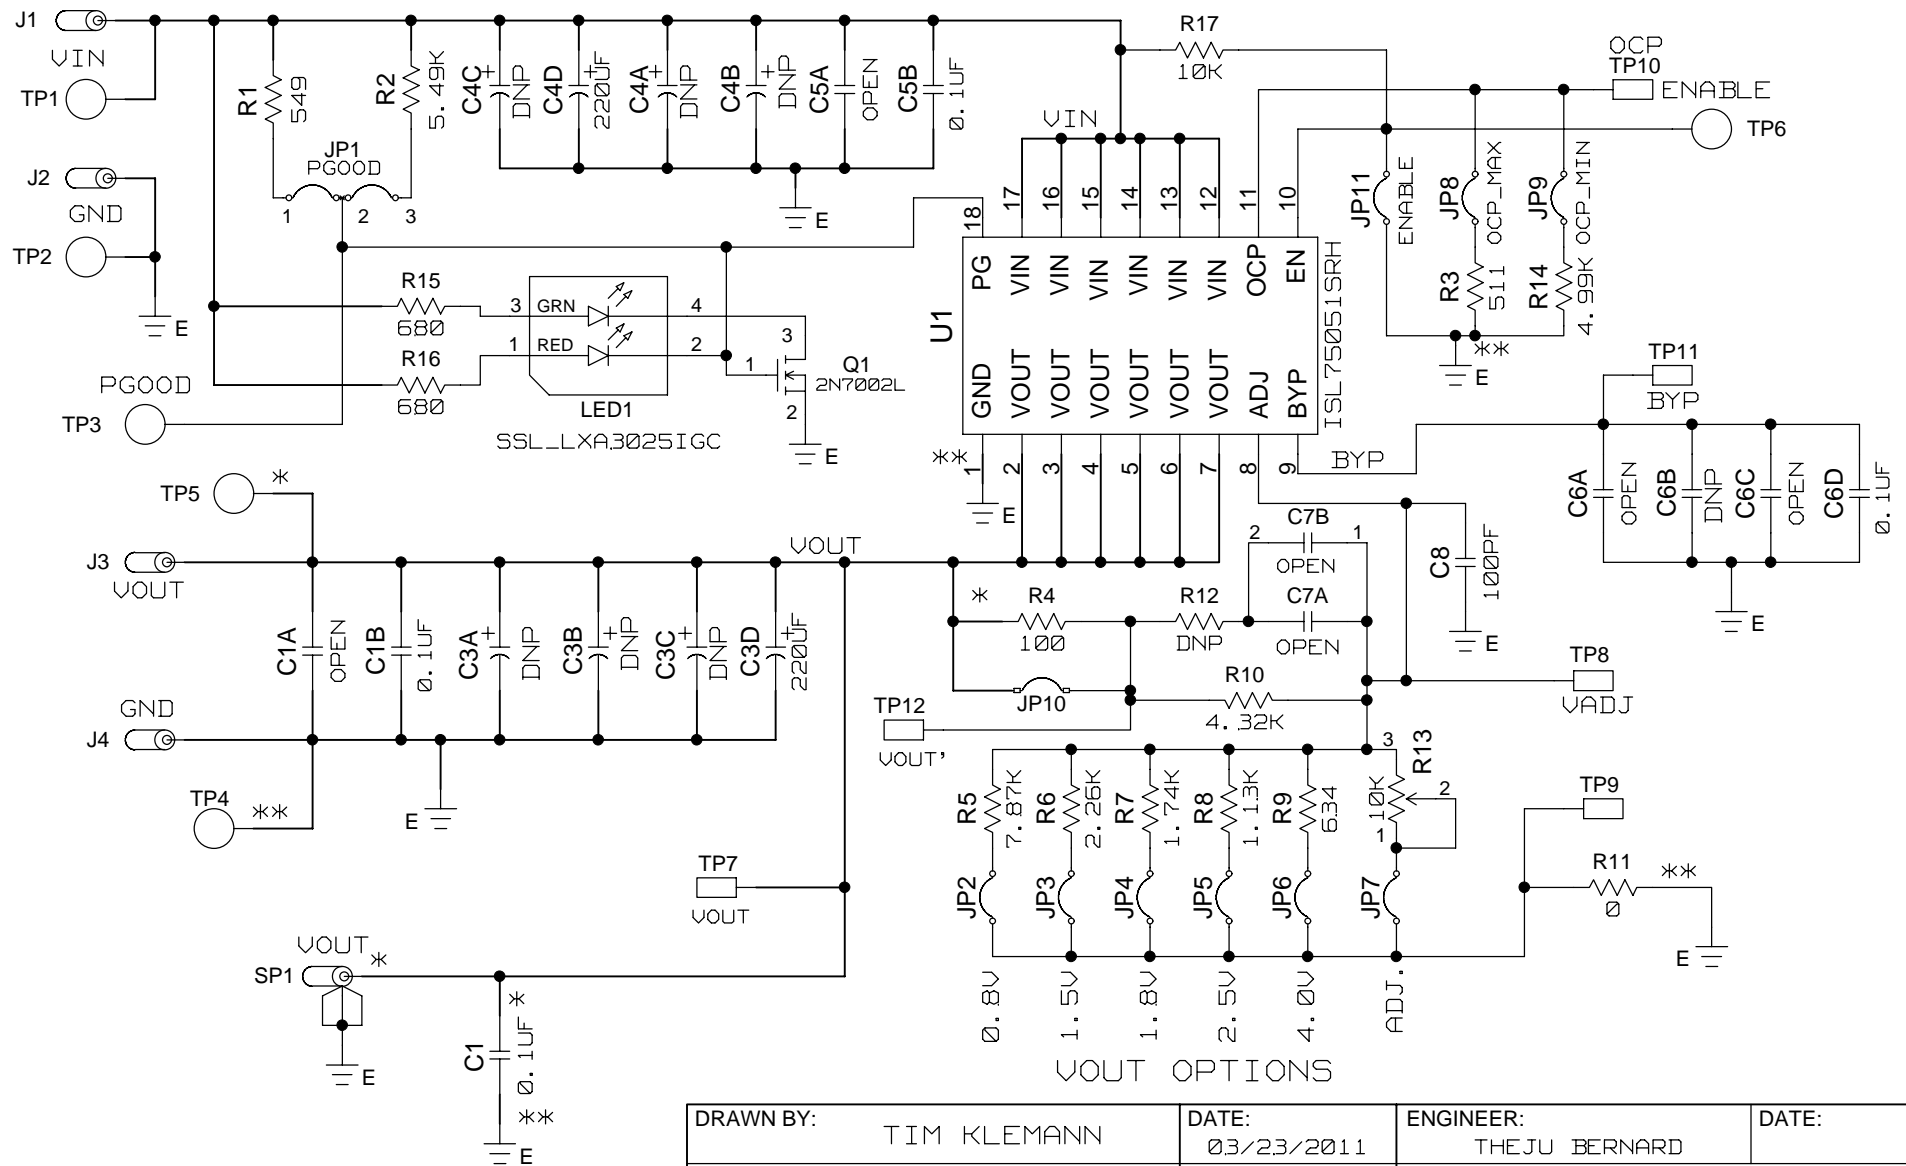 J1
VIN
TP1
J2
GND
TP2
E
R1
549
R2
5.49K
JP1
PGOOD
1
2
3
C4C
+
DNP
C4D
220UF
C4A
+
DNP
C4B
+
DNP
C5A
OPEN
C5B
0.1UF
E
R17
10K
OCP
TP10
ENABLE
TP6
VIN
18
17
16
15
14
13
12
11
10
PG
VIN
VIN
VIN
VIN
VIN
VIN
OCP
EN
U1
ISL75051SRH
GND
VOUT
VOUT
VOUT
VOUT
VOUT
VOUT
ADJ
BYP
**
1
2
3
4
5
6
7
8
9
BYP
E
JP11
ENABLE
JP8
OCP_MAX
JP9
OCP_MIN
R3
511
R14
4.99K
**
E
R15
680
R16
680
3
GRN
4
1
RED
2
LED1
SSL_LXA3025IGC
3
1
2
Q1
2N7002L
E
PGOOD
TP3
TP11
BYP
C6A
OPEN
C6B
DNP
C6C
OPEN
C6D
0.1UF
E
TP5
*
J3
VOUT
VOUT
C1A
OPEN
C1B
0.1UF
C3A
+
DNP
C3B
+
DNP
C3C
+
DNP
C3D
+
220UF
GND
J4
TP4
**
E
C7B
2
1
OPEN
*
R4
100
R12
DNP
C7A
OPEN
C8
100PF
E
JP10
R10
4.32K
TP12
VOUT'
TP8
VADJ
R5
7.87K
R6
2.26K
R7
1.74K
R8
1.13K
R9
634
3
R13
10K
2
1
JP2
JP3
JP4
JP5
JP6
JP7
TP9
R11
0
**
E
0.8V
1.5V
1.8V
2.5V
4.0V
ADJ.
VOUT OPTIONS
TP7
VOUT
VOUT
*
SP1
E
*
C1
0.1UF
**
E
DRAWN BY:
TIM KLEMANN
DATE:
03/23/2011
ENGINEER:
THEJU BERNARD
DATE: